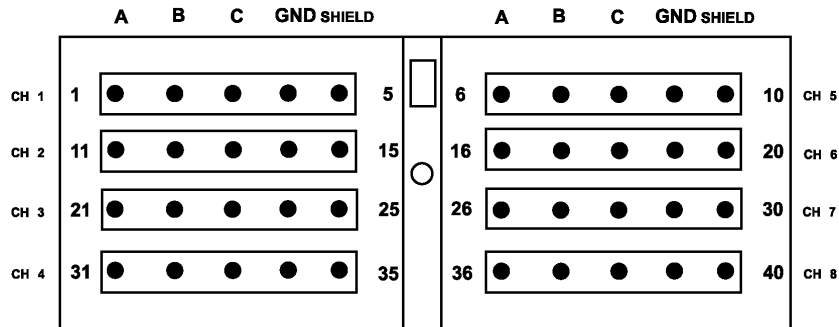 A B C GND SHIELD A B C GND SHIELD
CH 1 1 5 6 10 CH 5
CH 2 11 15 16 20 CH 6
CH 3 21 25 26 30 CH 7
CH 4 31 35 36 40 CH 8